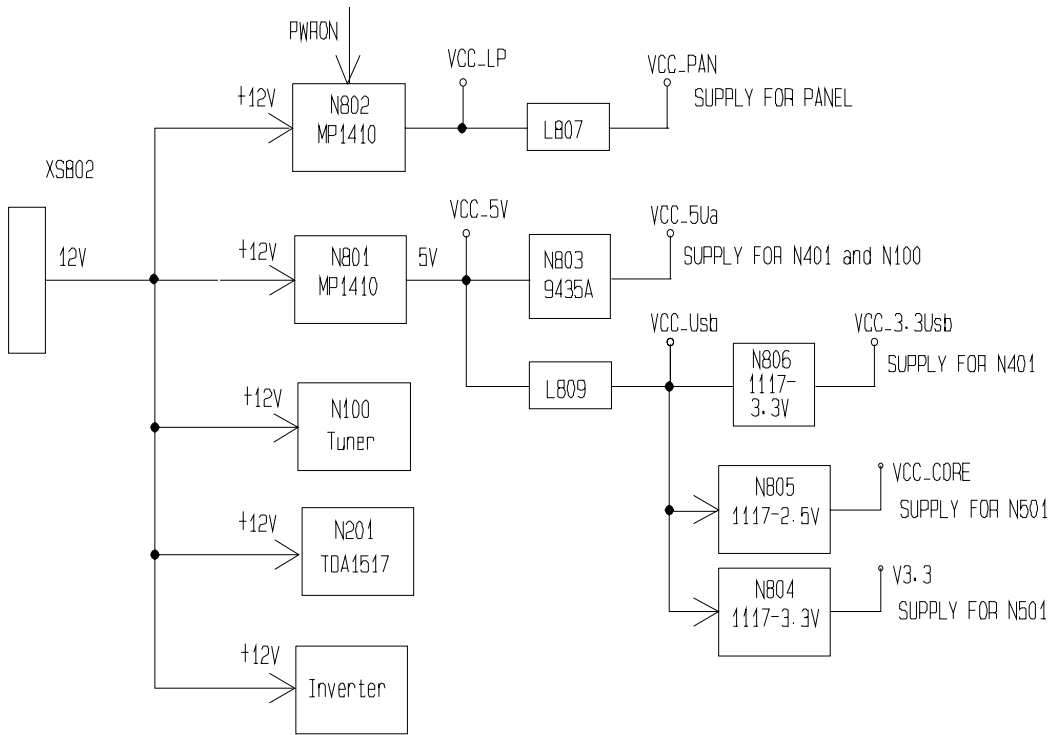 PWRON
VCC_LP
VCC_PAN
+12V
N802
MP1410
SUPPLY FOR PANEL
L807
XS802
12V
VCC_5V
VCC_5Va
+12V
N801
MP1410
5V
N803
9435A
SUPPLY FOR N401 and N100
VCC_Usb
VCC_3.3Usb
L809
N806
1117-
3.3V
SUPPLY FOR N401
+12V
N100
Tuner
N805
1117-2.5V
VCC_CORE
SUPPLY FOR N501
+12V
N201
TDA1517
N804
1117-3.3V
V3.3
SUPPLY FOR N501
+12V
Inverter